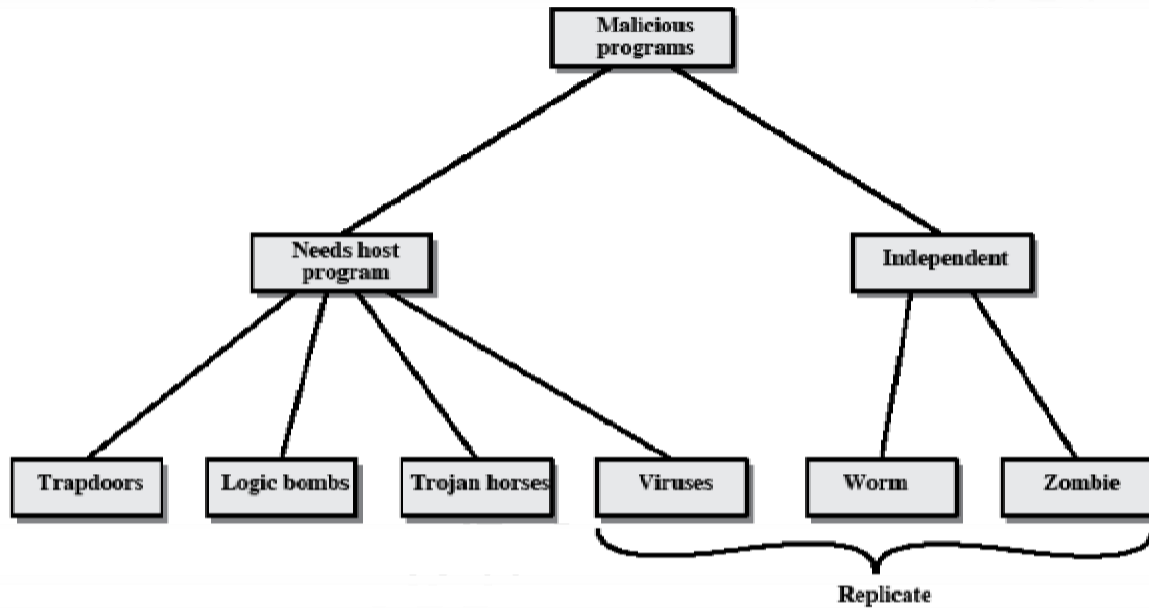 Malicious
programs
Needs host
program
Independent
Trapdoors
Logic bombs
Trojan horses
Viruses
Worm
Zombie
Replicate